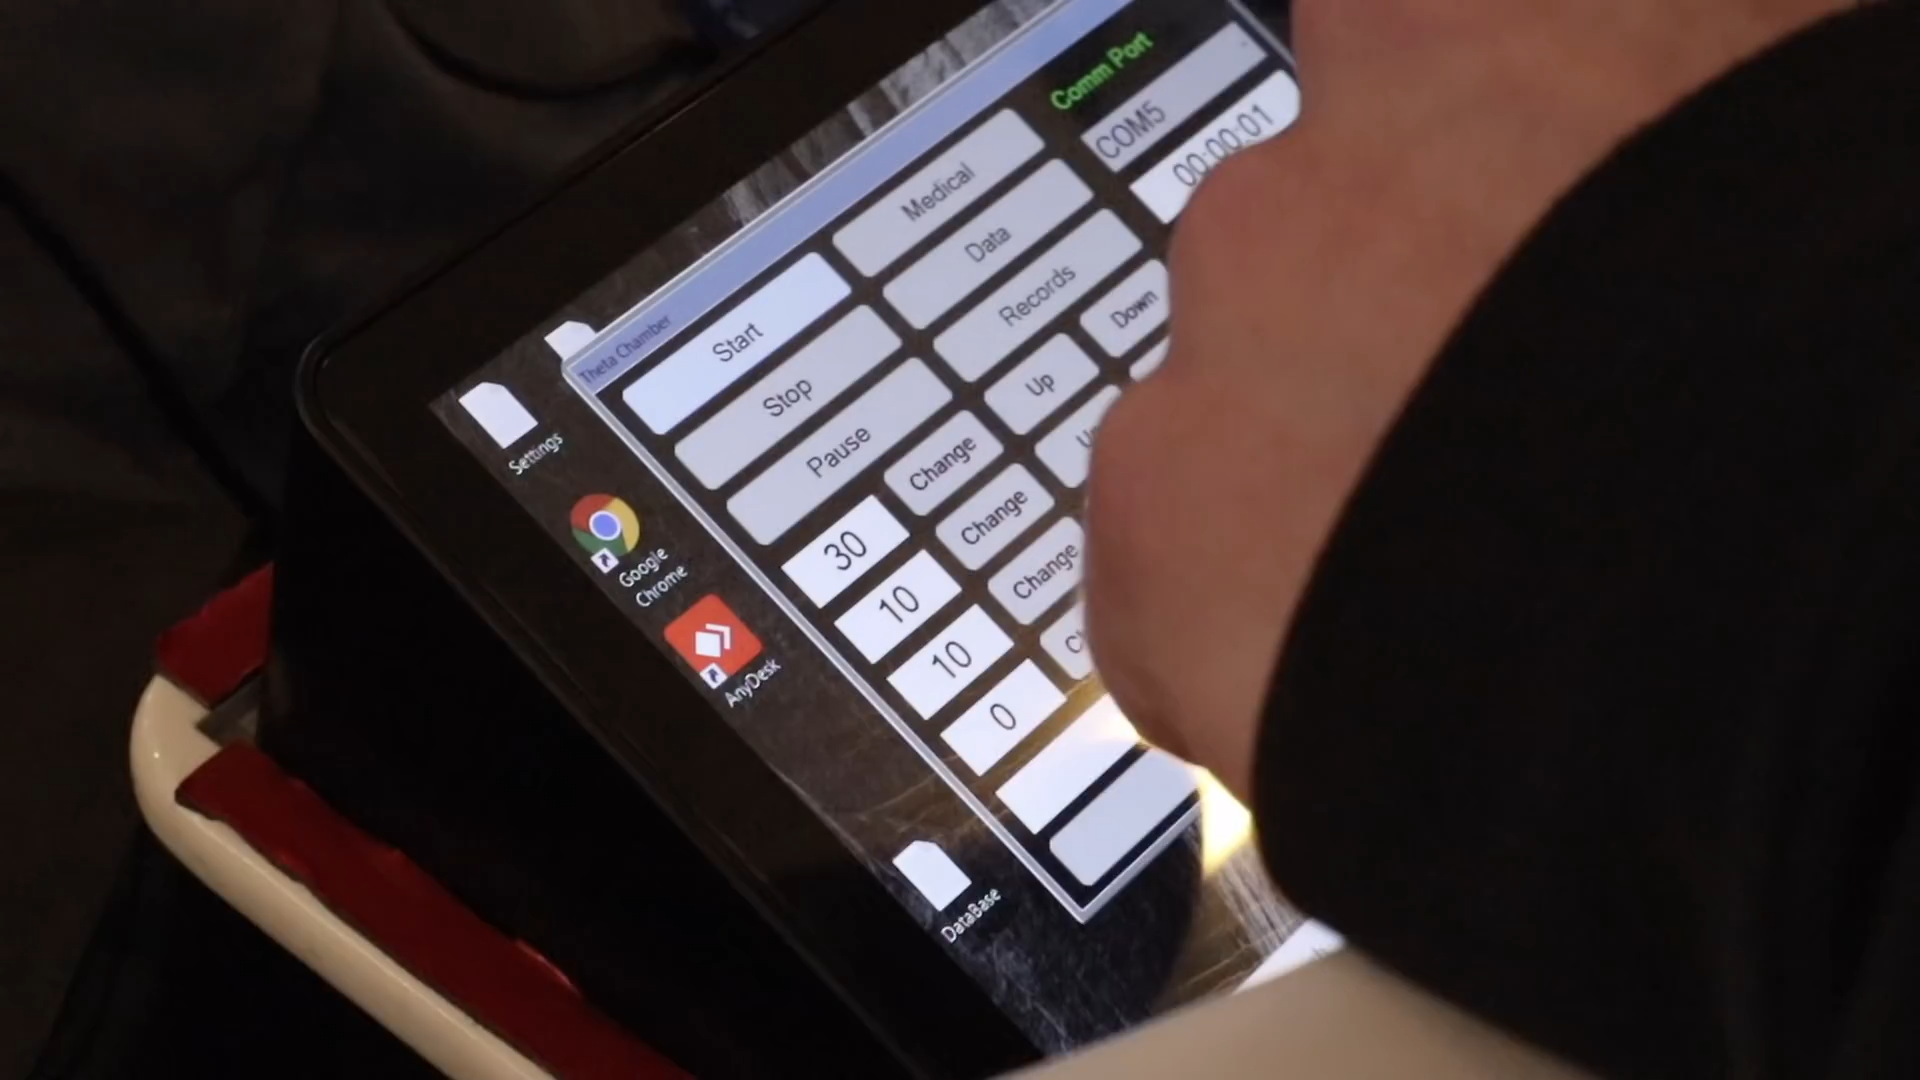 Theta Chamber
Comm Port
COM5
00:00:01
Start
Medical
Stop
Data
Pause
Records
30
Change
Up
Down
10
Change
10
Change
0
Settings
Google
Chrome
AnyDesk
DataBase